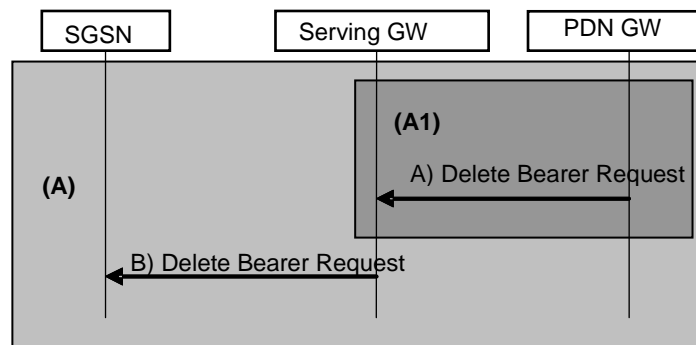 SGSN
Serving GW
PDN GW
(A1)
(A)
A) Delete Bearer Request
B) Delete Bearer Request